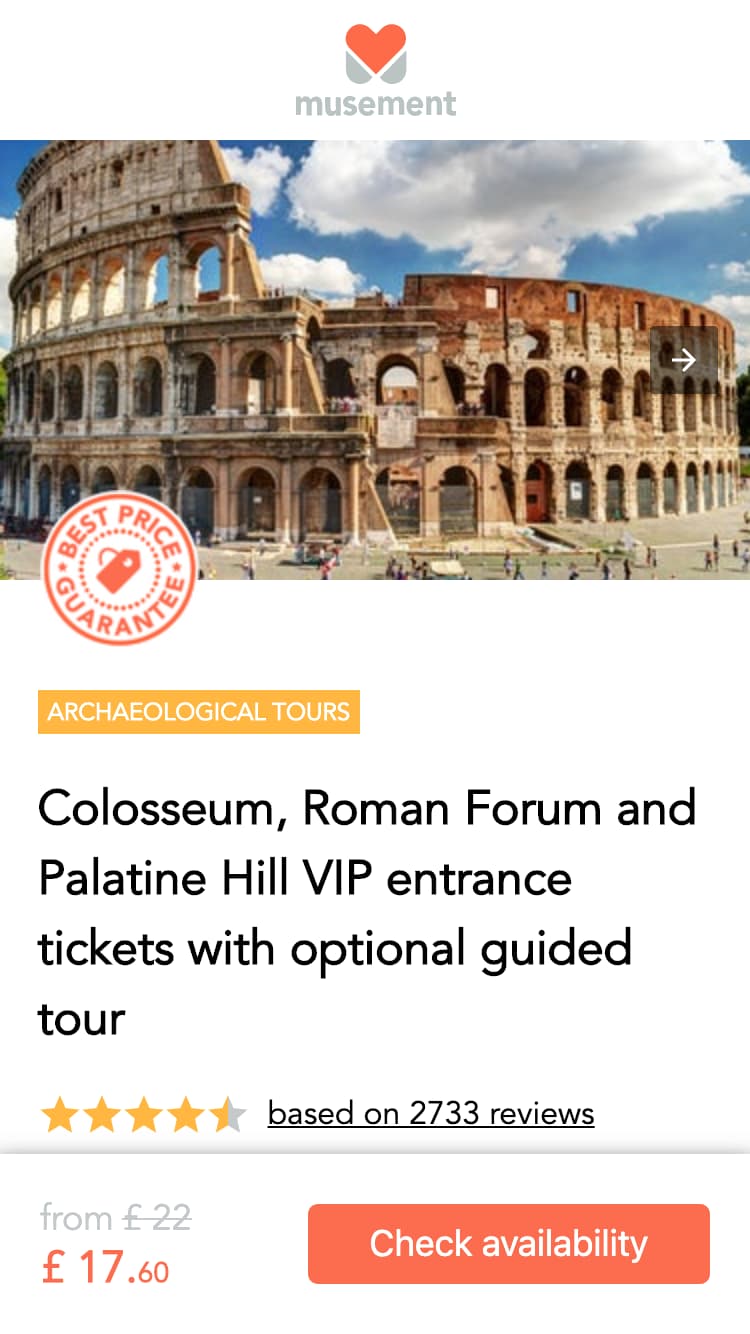 musement
BEST PRICE
GUARANTEE
ARCHAEOLOGICAL TOURS
Colosseum, Roman Forum and
Palatine Hill VIP entrance
tickets with optional guided
tour
based on 2733 reviews
from £ 22
£ 17.60
Check availability